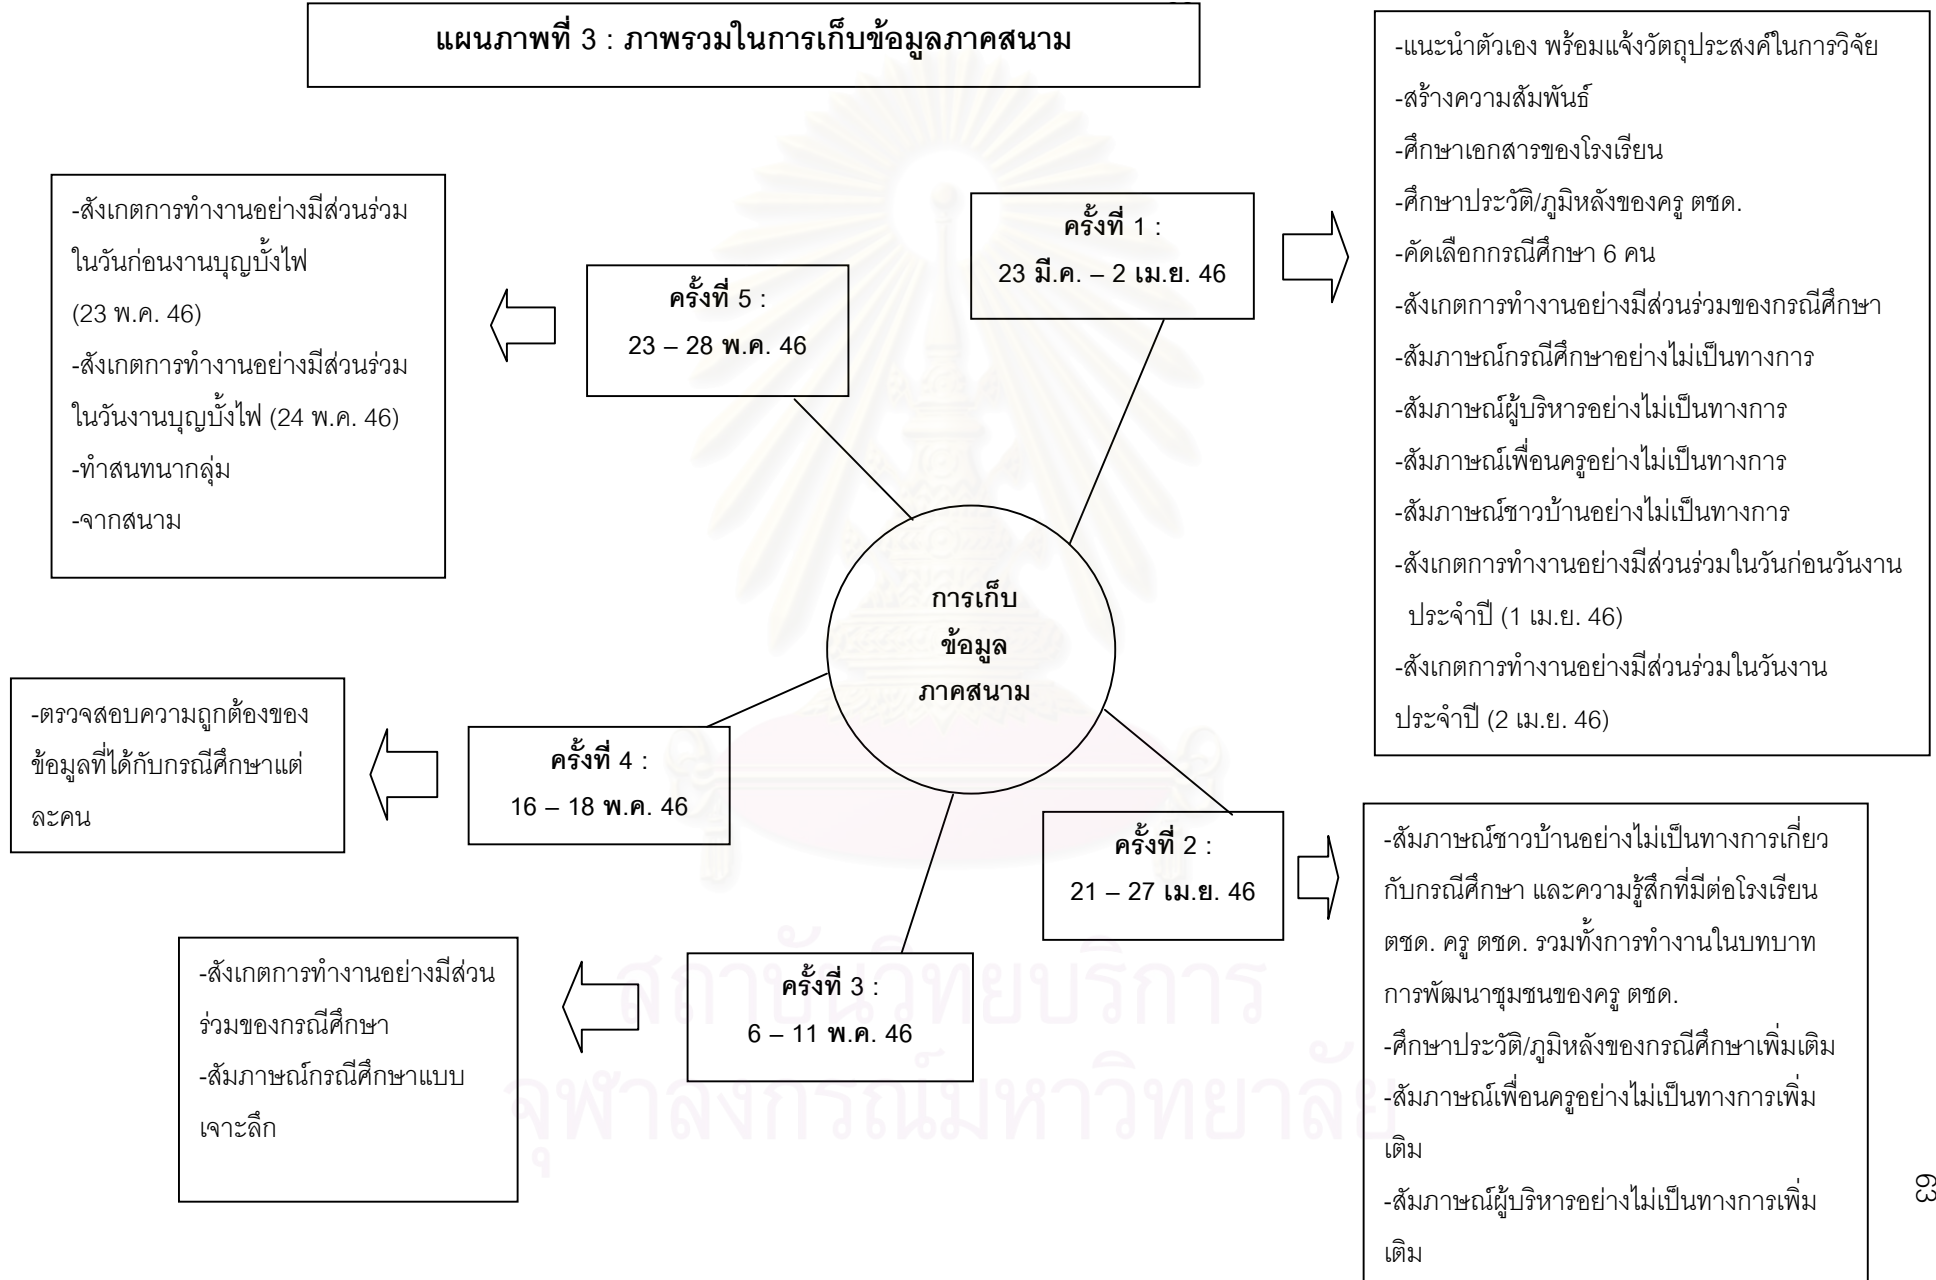 แผนภาพที่ 3 : ภาพรวมในการเก็บข้อมูลภาคสนาม
การเก็บ
ข้อมูล
ภาคสนาม
ครั้งที่ 1 :
23 มี.ค. – 2 เม.ย. 46
-แนะนำตัวเอง พร้อมแจ้งวัตถุประสงค์ในการวิจัย
-สร้างความสัมพันธ์
-ศึกษาเอกสารของโรงเรียน
-ศึกษาประวัติ/ภูมิหลังของครู ตชด.
-คัดเลือกกรณีศึกษา 6 คน
-สังเกตการทำงานอย่างมีส่วนร่วมของกรณีศึกษา
-สัมภาษณ์กรณีศึกษาอย่างไม่เป็นทางการ
-สัมภาษณ์ผู้บริหารอย่างไม่เป็นทางการ
-สัมภาษณ์เพื่อนครูอย่างไม่เป็นทางการ
-สัมภาษณ์ชาวบ้านอย่างไม่เป็นทางการ
-สังเกตการทำงานอย่างมีส่วนร่วมในวันก่อนวันงาน
ประจำปี (1 เม.ย. 46)
-สังเกตการทำงานอย่างมีส่วนร่วมในวันงาน
ประจำปี (2 เม.ย. 46)
ครั้งที่ 2 :
21 – 27 เม.ย. 46
-สัมภาษณ์ชาวบ้านอย่างไม่เป็นทางการเกี่ยว
กับกรณีศึกษา และความรู้สึกที่มีต่อโรงเรียน
ตชด. ครู ตชด. รวมทั้งการทำงานในบทบาท
การพัฒนาชุมชนของครู ตชด.
-ศึกษาประวัติ/ภูมิหลังของกรณีศึกษาเพิ่มเติม
-สัมภาษณ์เพื่อนครูอย่างไม่เป็นทางการเพิ่ม
เติม
-สัมภาษณ์ผู้บริหารอย่างไม่เป็นทางการเพิ่ม
เติม
ครั้งที่ 3 :
6 – 11 พ.ค. 46
-สังเกตการทำงานอย่างมีส่วน
ร่วมของกรณีศึกษา
-สัมภาษณ์กรณีศึกษาแบบ
เจาะลึก
ครั้งที่ 4 :
16 – 18 พ.ค. 46
-ตรวจสอบความถูกต้องของ
ข้อมูลที่ได้กับกรณีศึกษาแต่
ละคน
ครั้งที่ 5 :
23 – 28 พ.ค. 46
-สังเกตการทำงานอย่างมีส่วนร่วม
ในวันก่อนงานบุญบั้งไฟ
(23 พ.ค. 46)
-สังเกตการทำงานอย่างมีส่วนร่วม
ในวันงานบุญบั้งไฟ (24 พ.ค. 46)
-ทำสนทนากลุ่ม
-จากสนาม
สถาบันวิทยบริการ
จุฬาลงกรณ์มหาวิทยาลัย
63